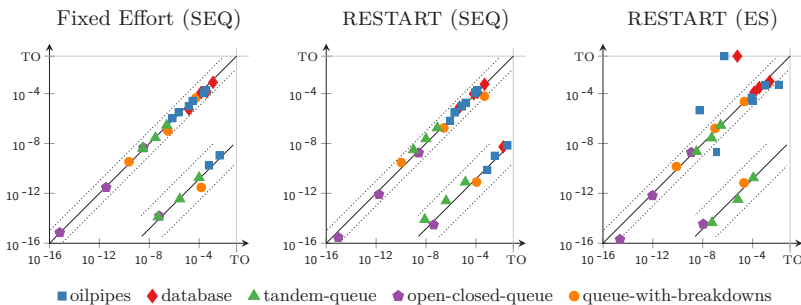 Fixed Effort (SEQ) RESTART (SEQ) RESTART (ES)
TO TO TO
10⁻⁴ 10⁻⁴ 10⁻⁴
10⁻⁸ 10⁻⁸ 10⁻⁸
10⁻¹² 10⁻¹² 10⁻¹²
10⁻¹⁶ 10⁻¹⁶ 10⁻¹⁶
10⁻¹⁶ 10⁻¹² 10⁻⁸ 10⁻⁴ TO 10⁻¹⁶ 10⁻¹² 10⁻⁸ 10⁻⁴ TO 10⁻¹⁶ 10⁻¹² 10⁻⁸ 10⁻⁴ TO
oilpipes database tandem-queue open-closed-queue queue-with-breakdowns